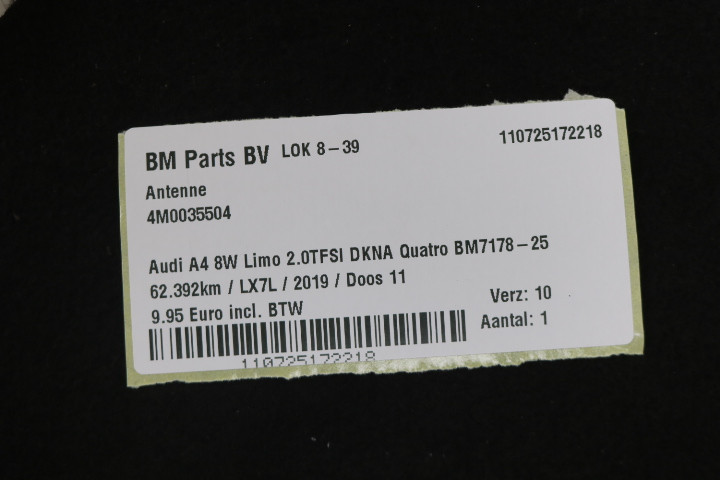 BM Parts BV LOK 8-39 110725172218
Antenne
4M0035504
Audi A4 8W Limo 2.0TFSI DKNA Quatro BM7178-25
62.392km / LX7L / 2019 / Doos 11
9.95 Euro incl. BTW Verz: 10
Aantal: 1
110725172218